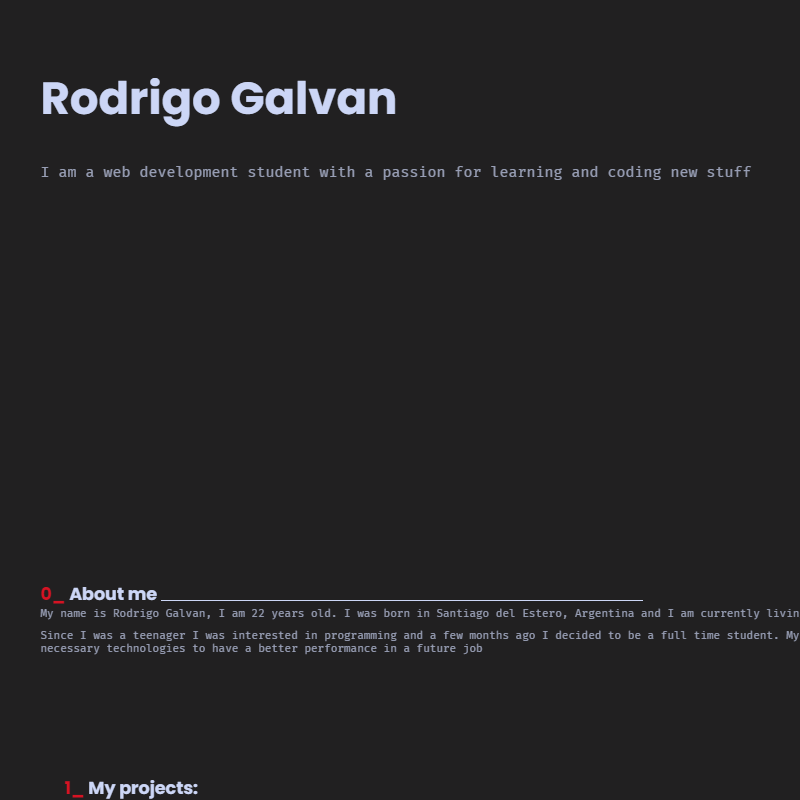 Rodrigo Galvan
I am a web development student with a passion for learning and coding new stuff
0_ About me
My name is Rodrigo Galvan, I am 22 years old. I was born in Santiago del Estero, Argentina and I am currently livin
Since I was a teenager I was interested in programming and a few months ago I decided to be a full time student. My
necessary technologies to have a better performance in a future job
1_ My projects: